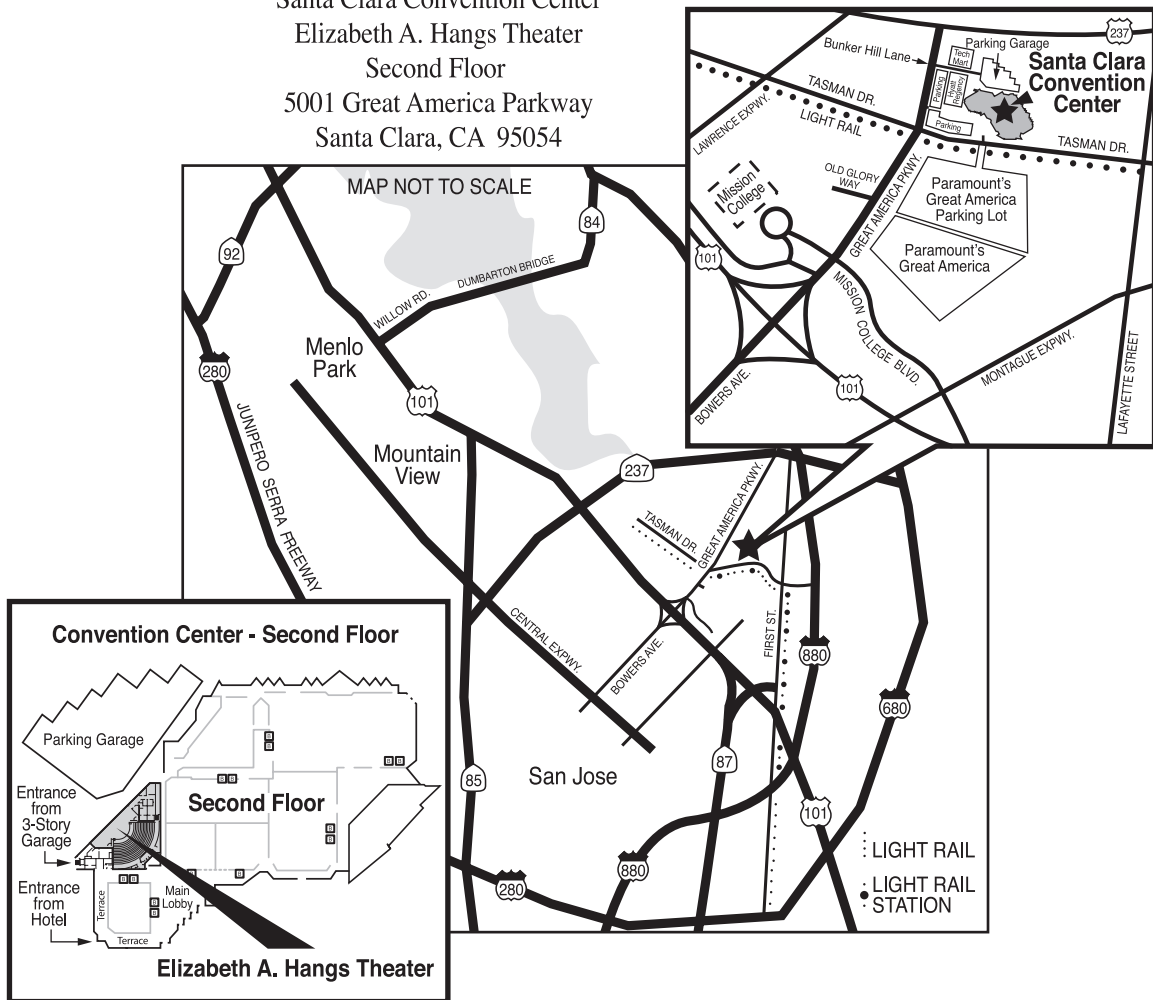 Santa Clara Convention Center
Elizabeth A. Hangs Theater
Second Floor
5001 Great America Parkway
Santa Clara, CA 95054
237
Bunker Hill Lane
Parking Garage
Tech
Mart
Santa Clara
Convention
Center
Parking
Hyatt
Regency
Parking
TASMAN DR.
LIGHT RAIL
LAWRENCE EXPWY.
TASMAN DR.
OLD GLORY
WAY
Mission
College
GREAT AMERICA PKWY.
Paramount's
Great America
Parking Lot
Paramount's
Great America
101
MISSION COLLEGE BLVD.
101
BOWERS AVE.
MONTAGUE EXPWY.
LAFAYETTE STREET
MAP NOT TO SCALE
84
92
DUMBARTON BRIDGE
WILLOW RD.
Menlo
Park
280
101
JUNIPERO SERRA FREEWAY
Mountain
View
237
TASMAN DR.
GREAT AMERICA PKWY.
CENTRAL EXPWY.
BOWERS AVE.
FIRST ST.
880
680
87
85
San Jose
101
880
280
LIGHT RAIL
LIGHT RAIL
STATION
Convention Center - Second Floor
Parking Garage
Entrance
from
3-Story
Garage
Second Floor
Entrance
from
Hotel
Terrace
Main
Lobby
Terrace
Elizabeth A. Hangs Theater